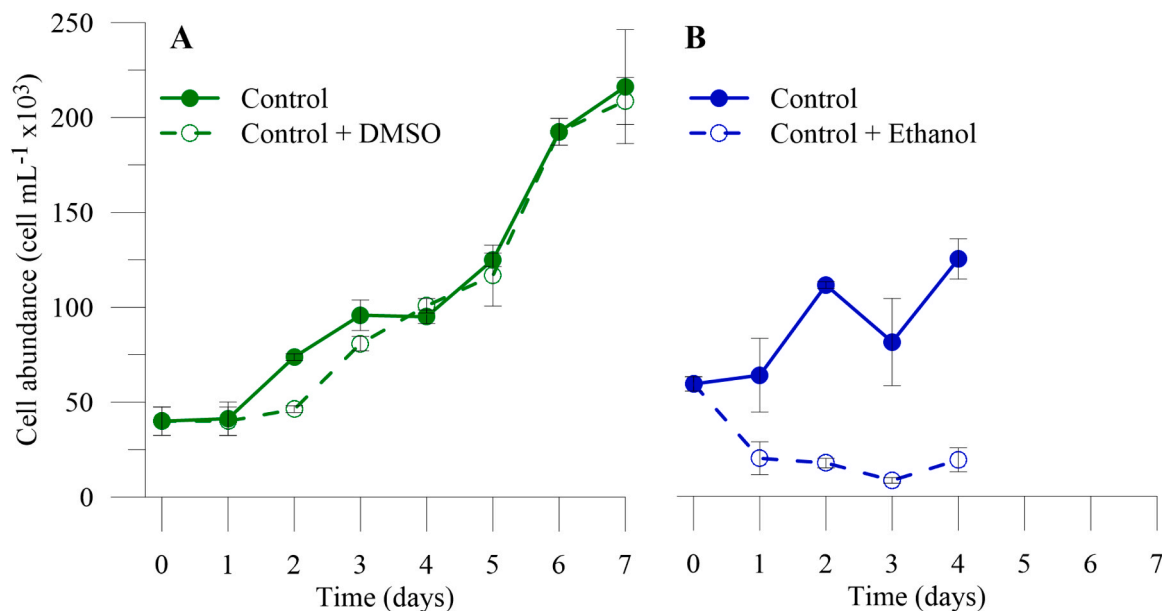 Cell abundance (cell mL⁻¹ x10³)
250
200
150
100
50
0
A
Control
Control + DMSO
0 1 2 3 4 5 6 7
Time (days)
B
Control
Control + Ethanol
0 1 2 3 4 5 6 7
Time (days)